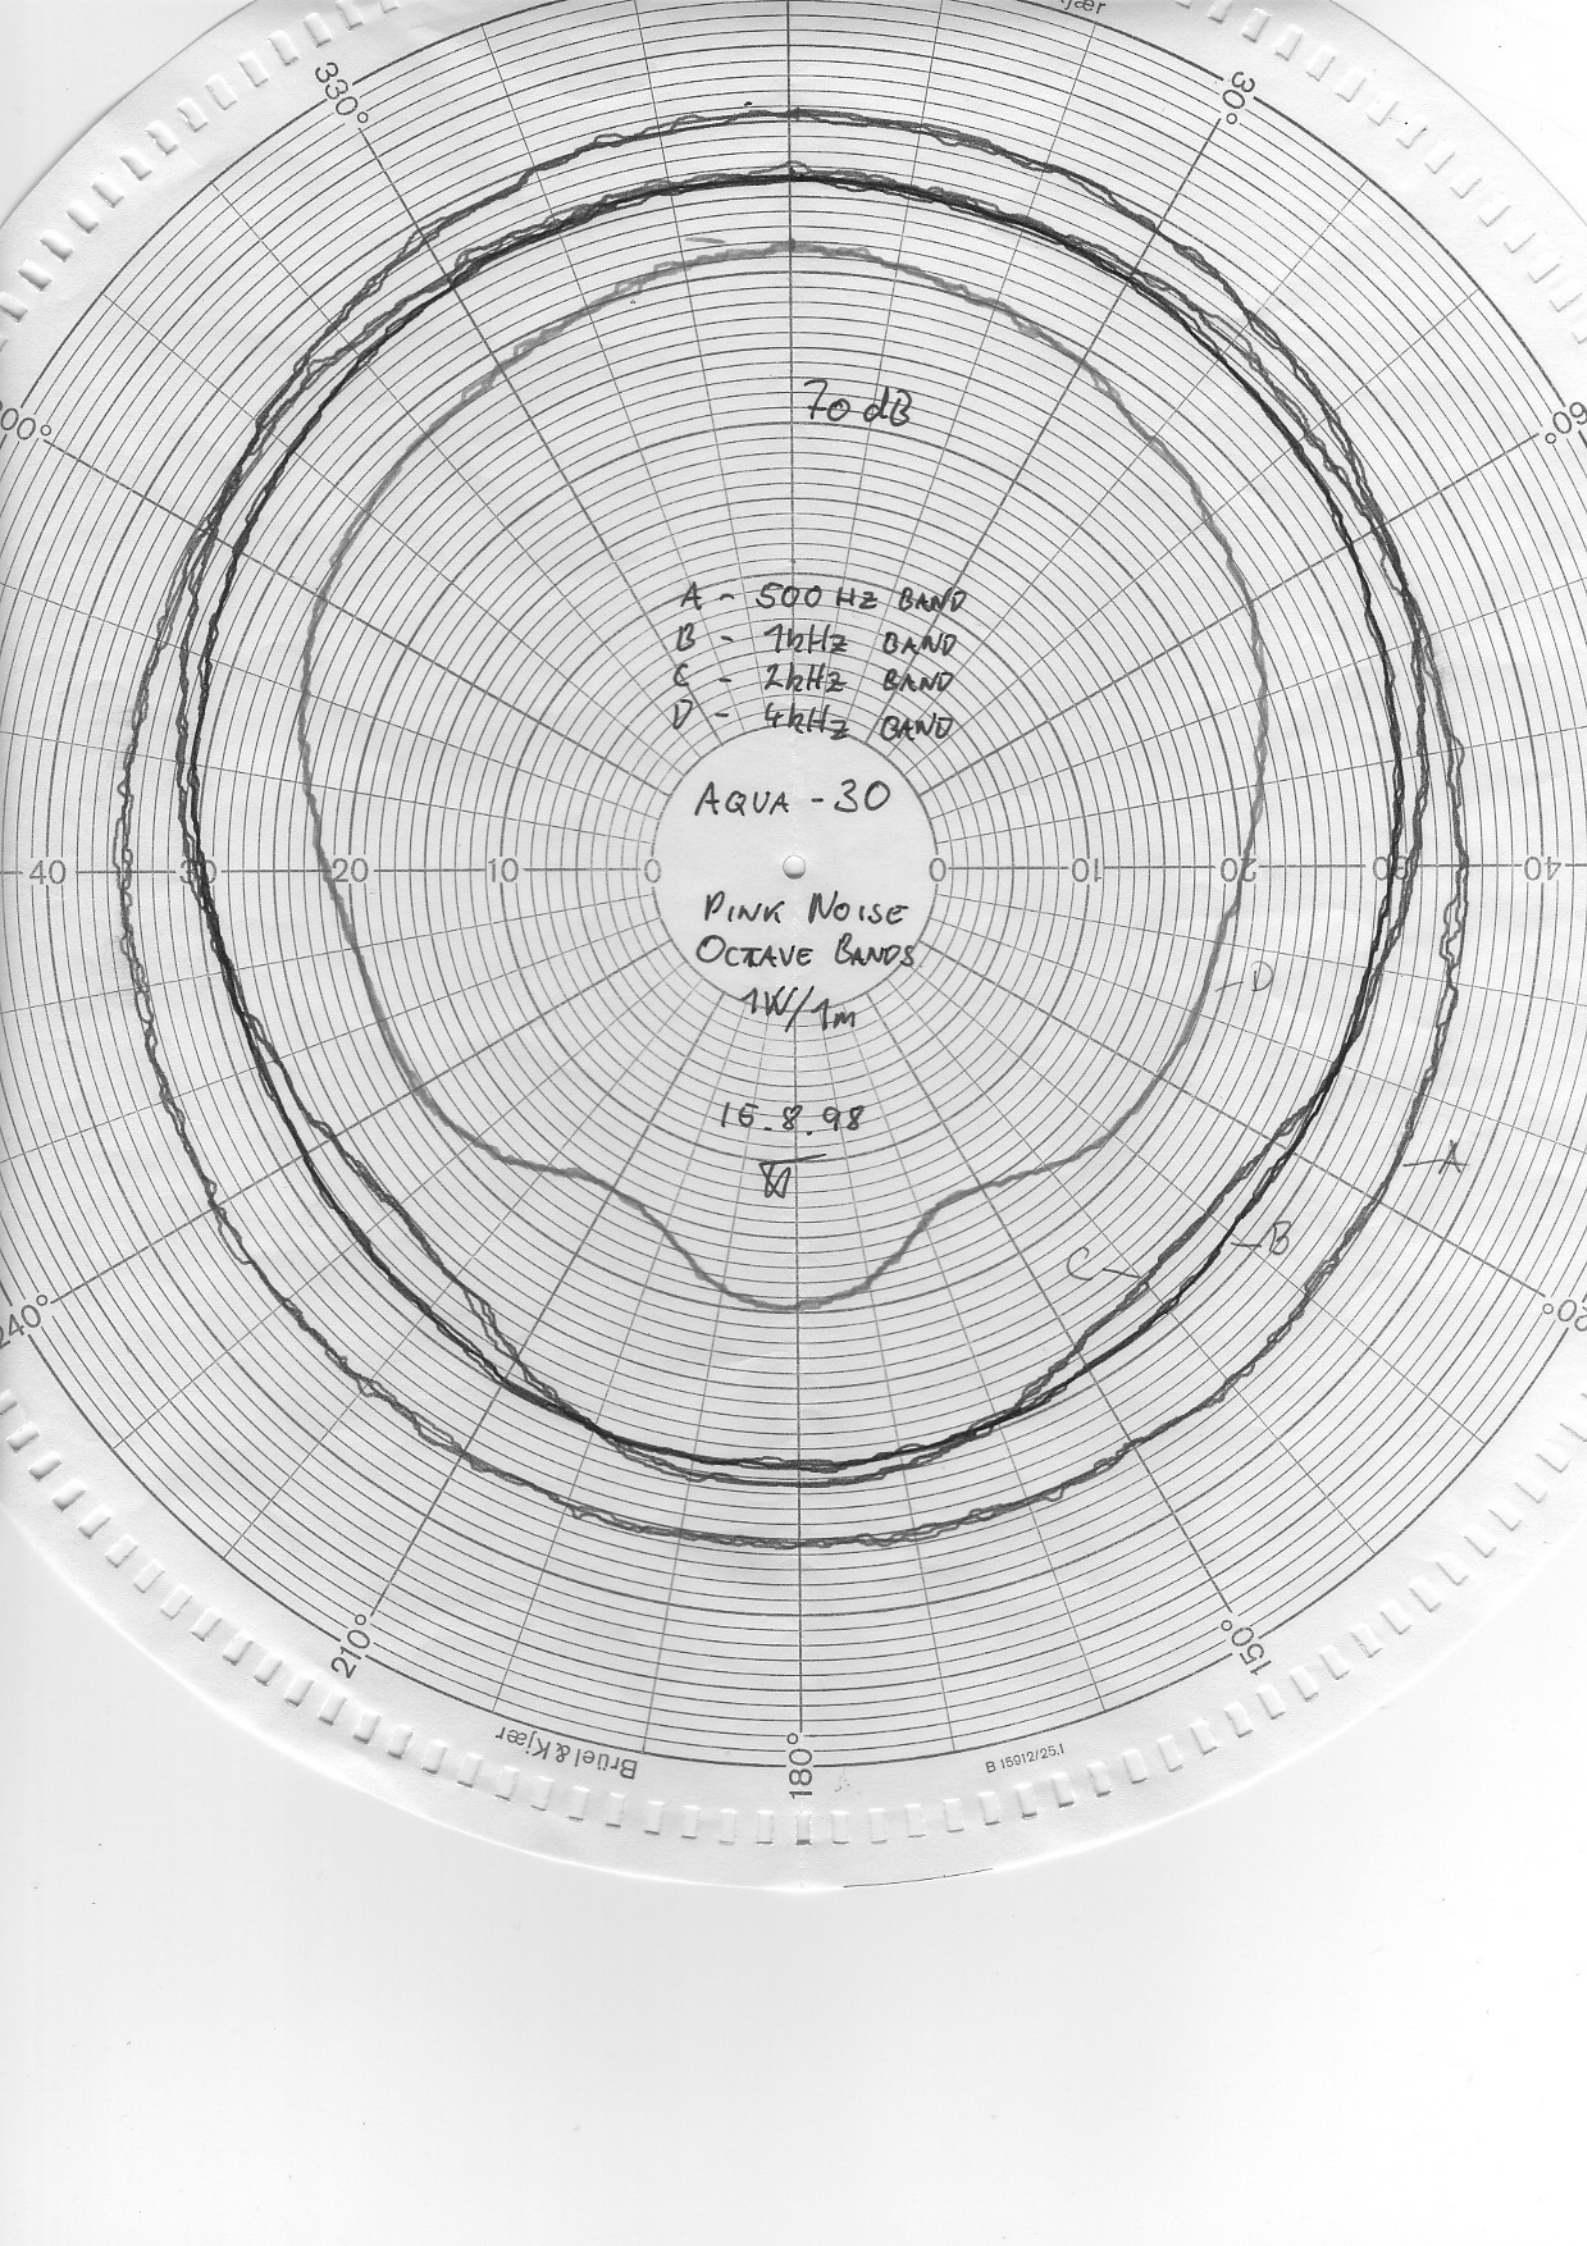 330°
30°
70 dB
60°
A - 500 HZ BAND
B - 1kHz BAND
C - 2kHz BAND
D - 4kHz BAND
AQUA - 30
40 30 20 10 0 0 10 20 30 40
PINK NOISE
OCTAVE BANDS
D
1W/1m
16.8.98
A
B
C
240°
210°
150°
Brüel & Kjær
180°
B 15912/25.1